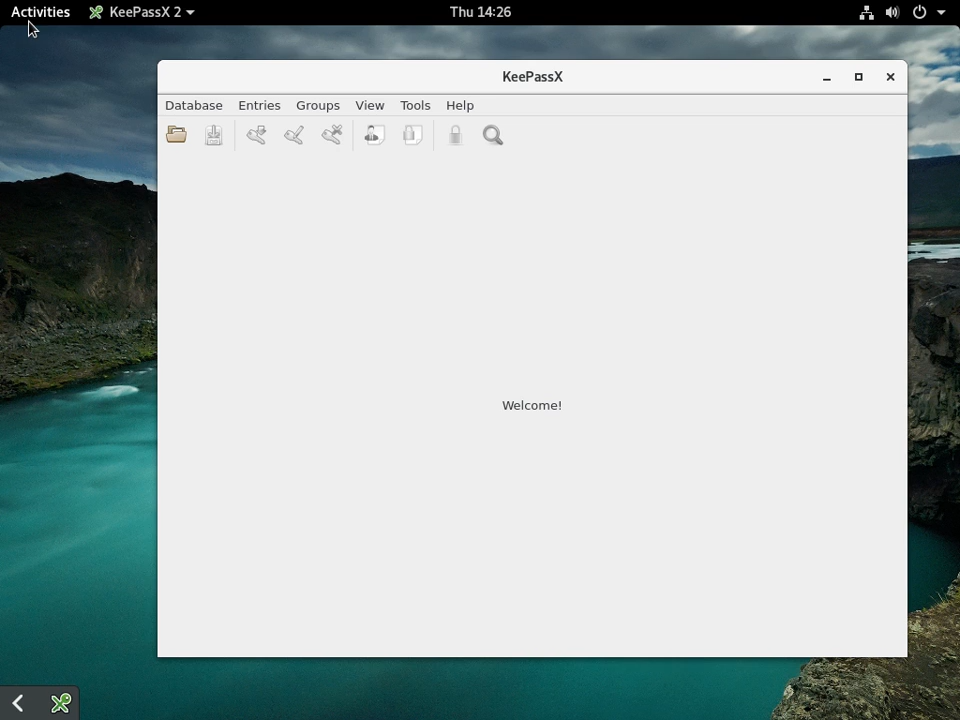 Activities KeePassX 2 Thu 14:26
KeePassX
Database Entries Groups View Tools Help
Welcome!